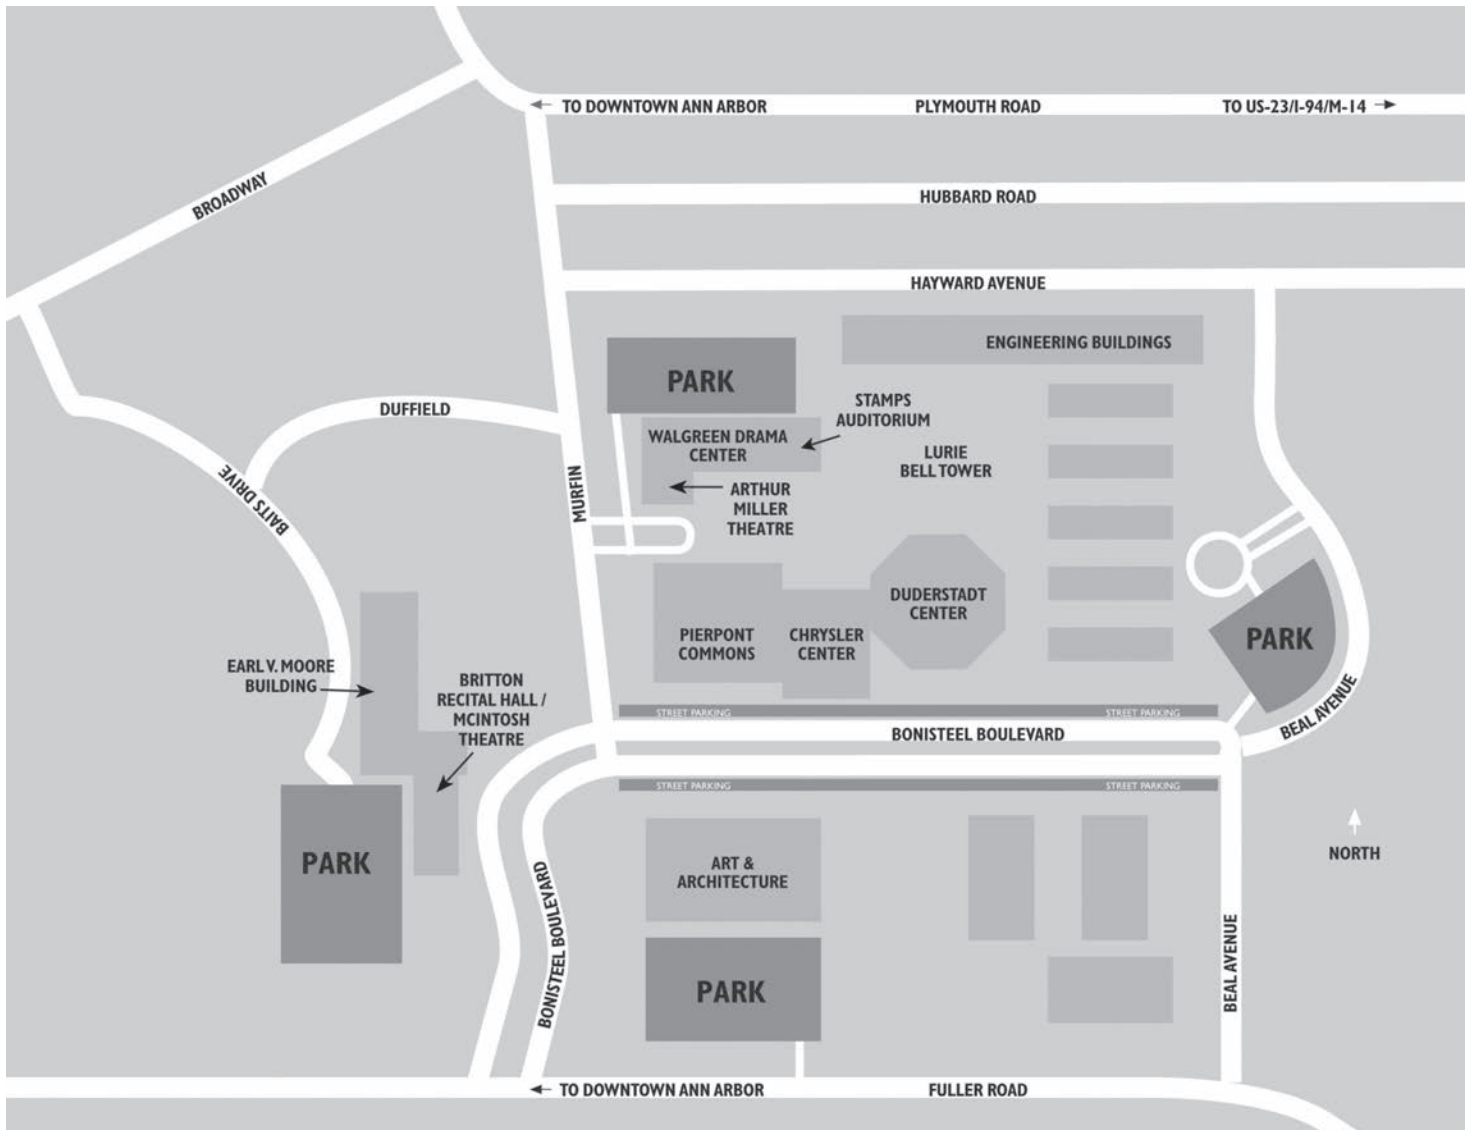 TO DOWNTOWN ANN ARBOR
PLYMOUTH ROAD
TO US-23/I-94/M-14
BROADWAY
HUBBARD ROAD
HAYWARD AVENUE
ENGINEERING BUILDINGS
PARK
STAMPS
AUDITORIUM
DUFFIELD
WALGREEN DRAMA
CENTER
LURIE
BELL TOWER
BAITS DRIVE
MURFIN
ARTHUR
MILLER
THEATRE
DUDERSTADT
CENTER
PIERPONT
COMMONS
CHRYSLER
CENTER
PARK
EARL V. MOORE
BUILDING
BRITTON
RECITAL HALL /
MCINTOSH
THEATRE
BEAL AVENUE
STREET PARKING
STREET PARKING
BONISTEEL BOULEVARD
STREET PARKING
STREET PARKING
PARK
ART &
ARCHITECTURE
NORTH
BONISTEEL BOULEVARD
PARK
BEAL AVENUE
TO DOWNTOWN ANN ARBOR
FULLER ROAD